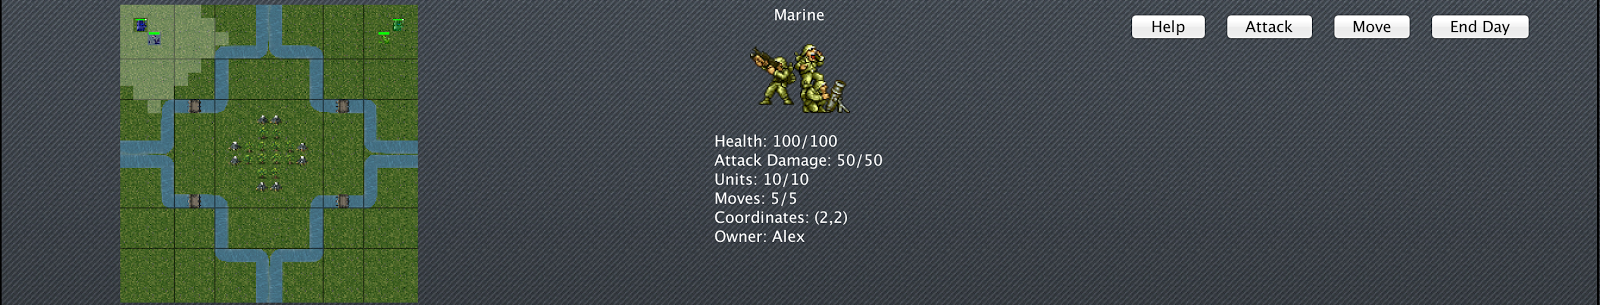 Marine
Help
Attack
Move
End Day
Health: 100/100
Attack Damage: 50/50
Units: 10/10
Moves: 5/5
Coordinates: (2,2)
Owner: Alex